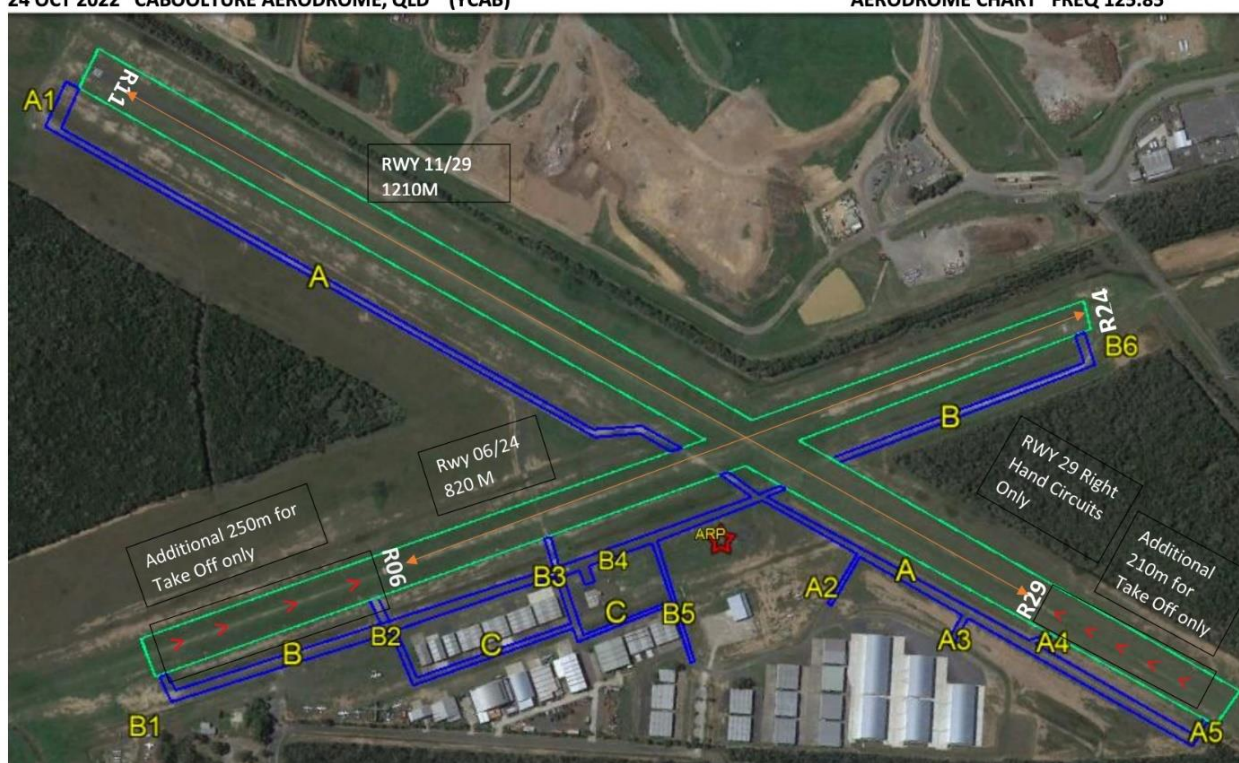 24 OCT 2022 CABOOLTURE AERODROME, QLD (YCAB)
AERODROME CHART FREQ 125.85
R11
A1
RWY 11/29
1210M
A
R24
B6
B
Rwy 06/24
820 M
RWY 29 Right
Hand Circuits
Only
Additional 250m for
Take Off only
Additional
210m for
Take Off only
R06
ARP
B4
B3
A
A2
R29
C
B5
B2
A3
A4
C
B
B1
A5